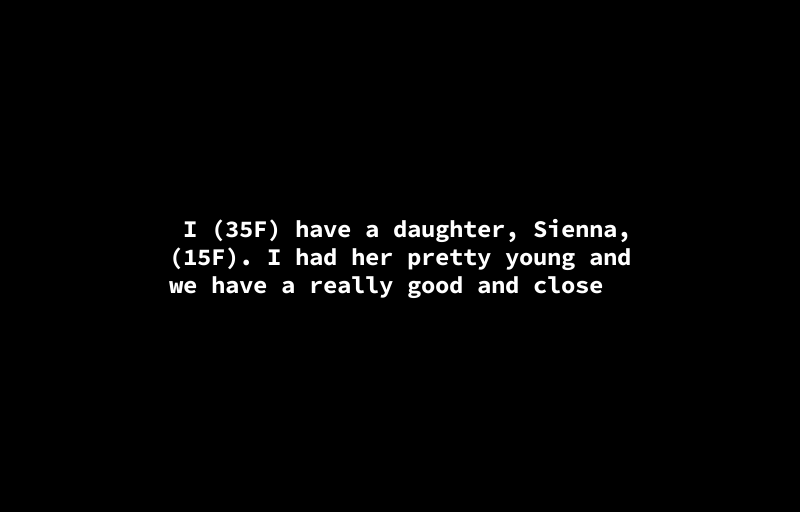 I (35F) have a daughter, Sienna,
(15F). I had her pretty young and
we have a really good and close